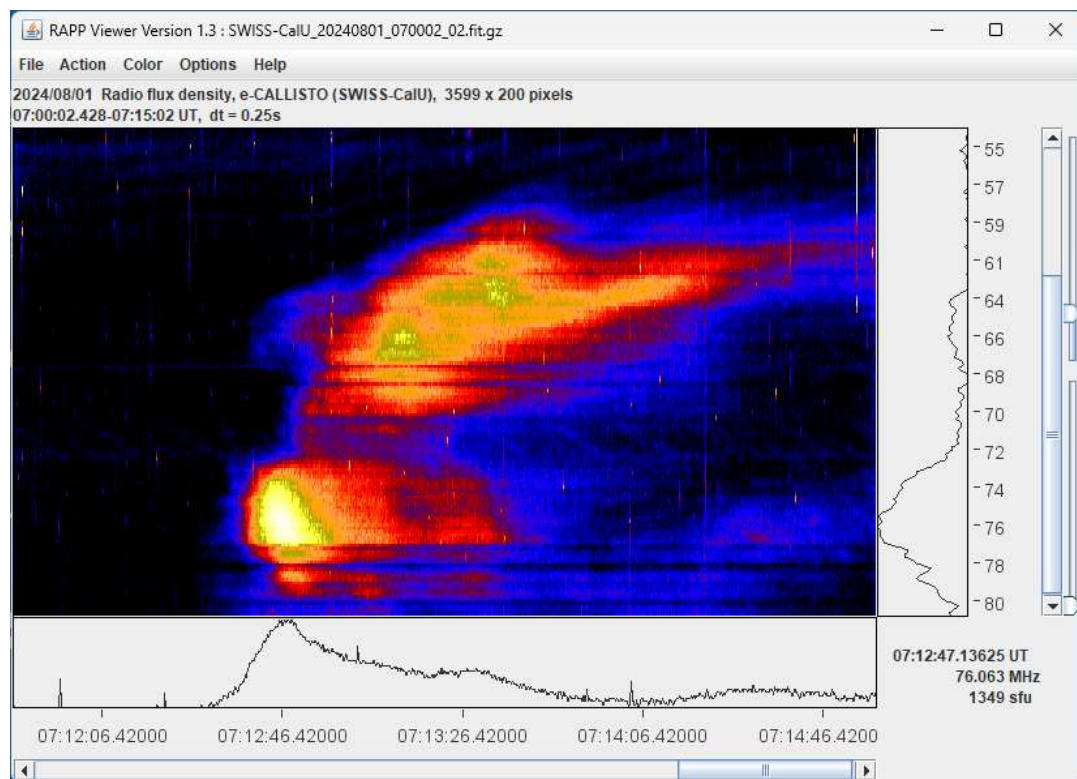 RAPP Viewer Version 1.3 : SWISS-CalU_20240801_070002_02.fit.gz
File Action Color Options Help
2024/08/01 Radio flux density, e-CALLISTO (SWISS-CalU), 3599 x 200 pixels
07:00:02.428-07:15:02 UT, dt = 0.25s
55
57
59
61
64
66
68
70
72
74
76
78
80
07:12:47.13625 UT
76.063 MHz
1349 sfu
07:12:06.42000 07:12:46.42000 07:13:26.42000 07:14:06.42000 07:14:46.42000